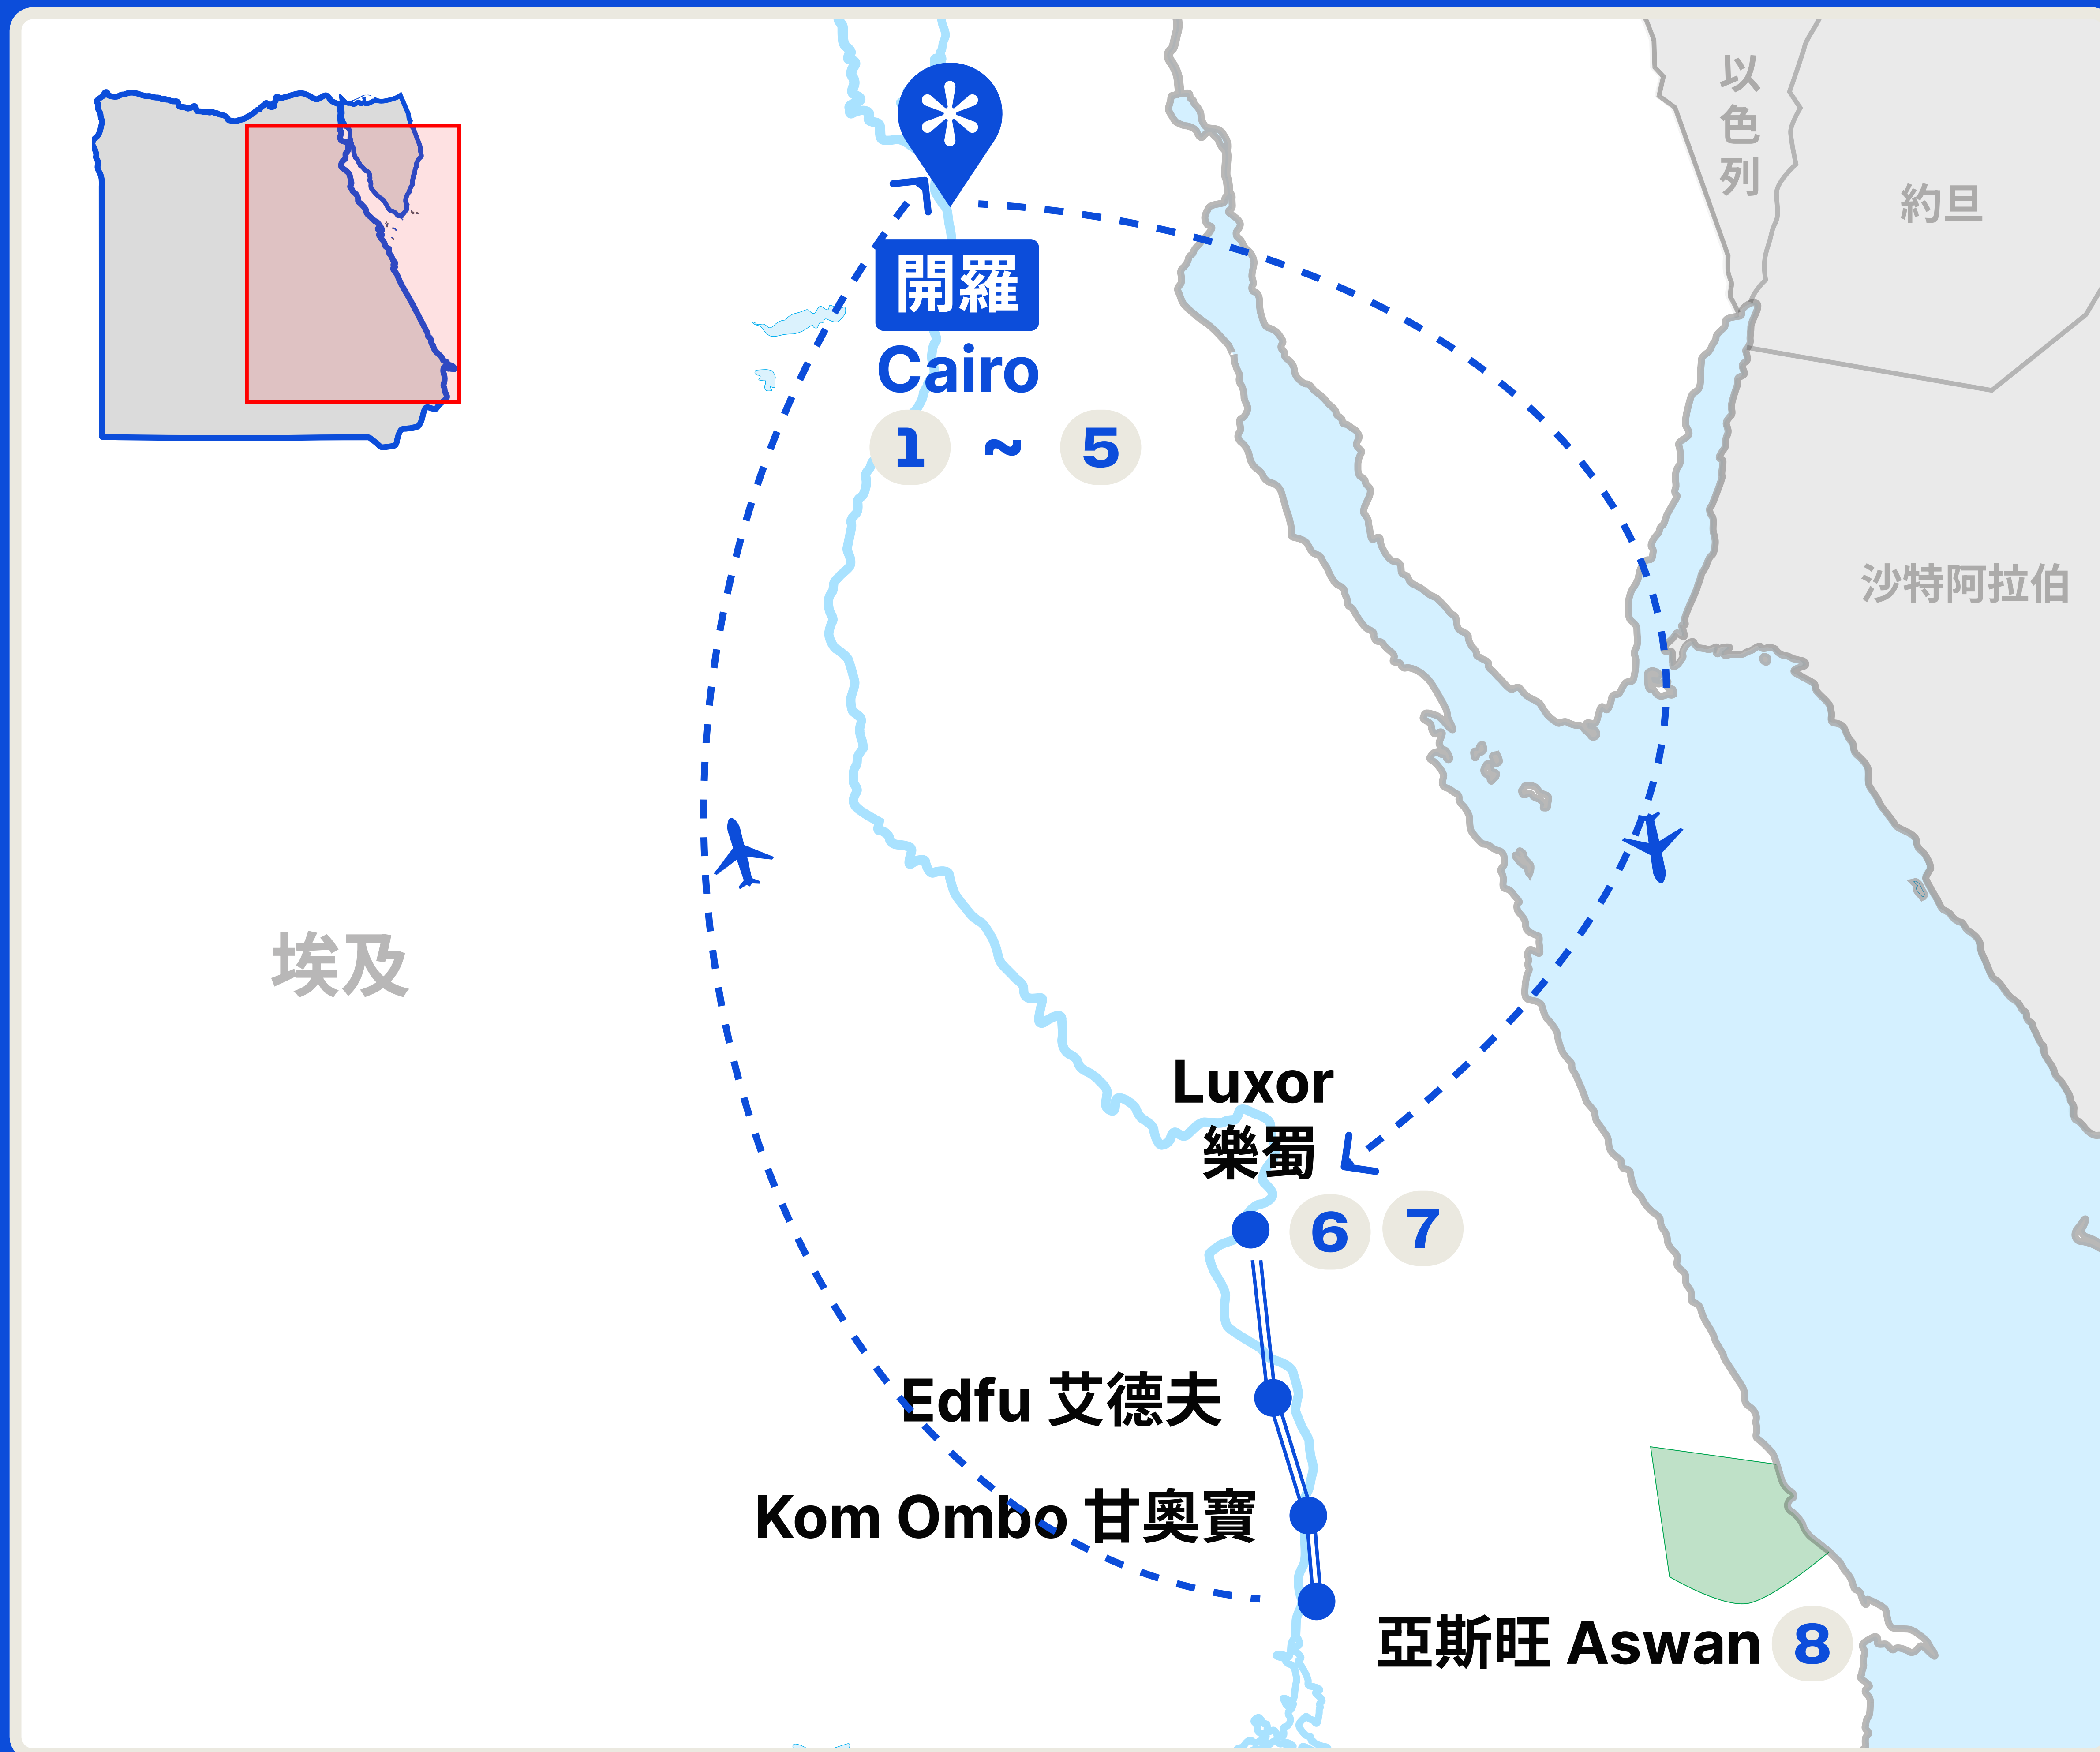 以色列
約旦
開羅
Cairo
1 ~ 5
沙特阿拉伯
埃及
Luxor
樂蜀
6 7
Edfu 艾德夫
Kom Ombo 甘奧寶
亞斯旺 Aswan 8